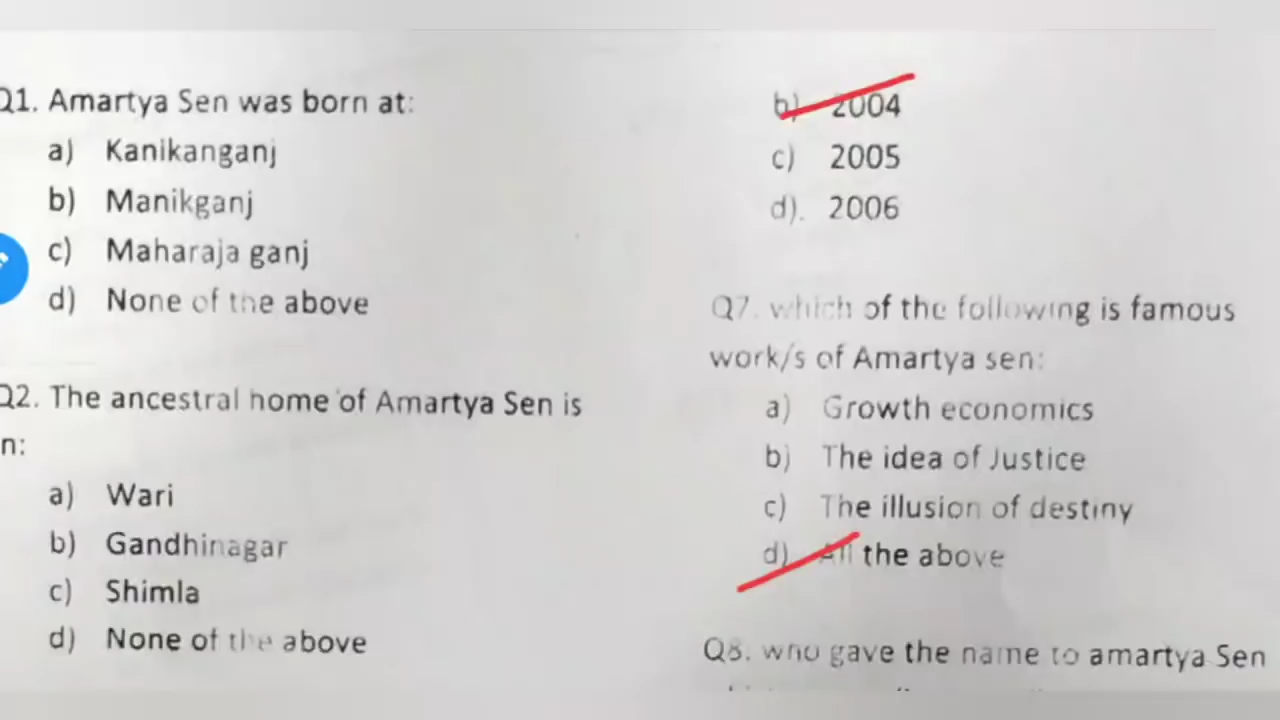 Q1. Amartya Sen was born at:
a) Kanikanganj
b) Manikganj
c) Maharaja ganj
d) None of the above
Q2. The ancestral home of Amartya Sen is
n:
a) Wari
b) Gandhinagar
c) Shimla
d) None of the above
b) 2004
c) 2005
d). 2006
Q7. which of the following is famous
work/s of Amartya sen:
a) Growth economics
b) The idea of Justice
c) The illusion of destiny
d) All the above
Q8. who gave the name to amartya Sen